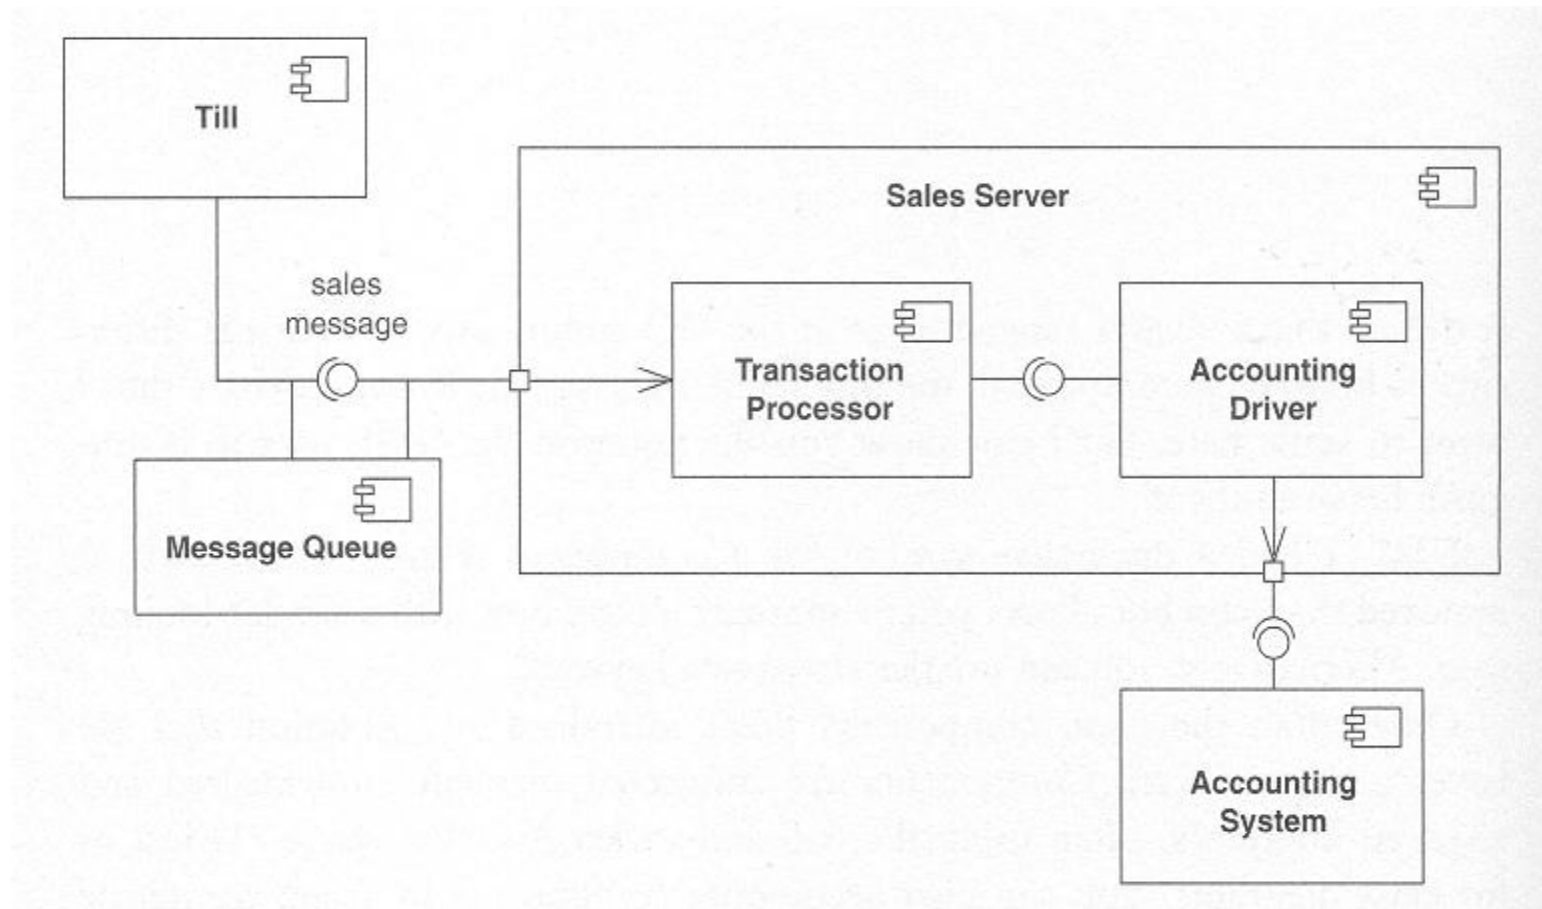 Till
Sales Server
sales
message
Transaction
Processor
Accounting
Driver
Message Queue
Accounting
System